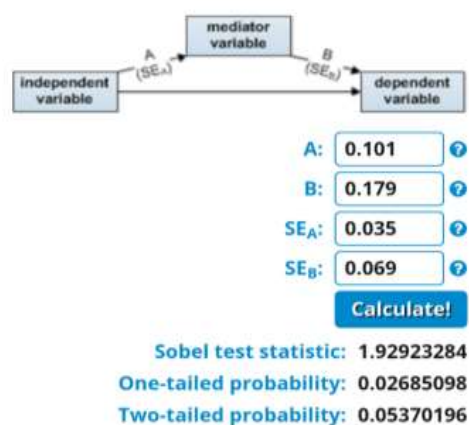 mediator
variable
A
(SEA)
B
(SEB)
independent
variable
dependent
variable
A: 0.101 ?
B: 0.179 ?
SEA: 0.035 ?
SEB: 0.069 ?
Calculate!
Sobel test statistic: 1.92923284
One-tailed probability: 0.02685098
Two-tailed probability: 0.05370196